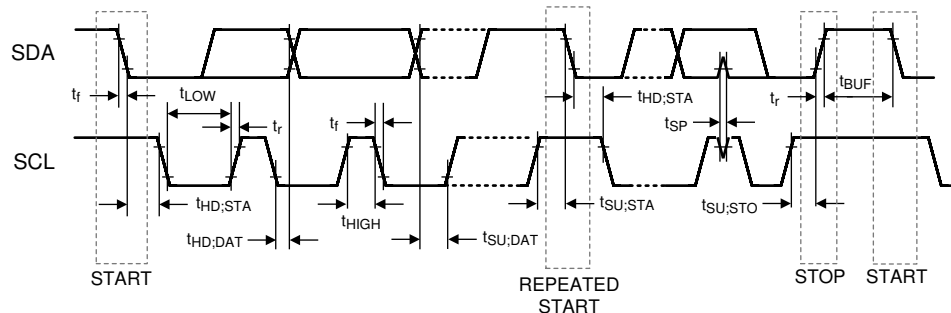 SDA
t_f
t_LOW
t_r
t_f
t_HD;STA
t_SP
t_r
t_BUF
SCL
t_HD;STA
t_HD;DAT
t_HIGH
t_SU;DAT
t_SU;STA
t_SU;STO
START
REPEATED
START
STOP
START